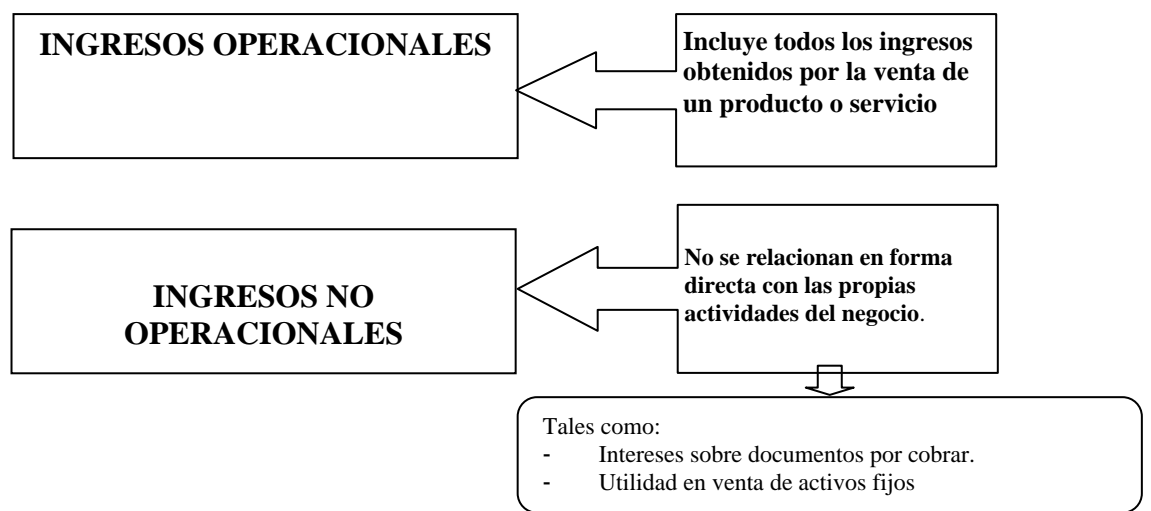 INGRESOS OPERACIONALES
Incluye todos los ingresos
obtenidos por la venta de
un producto o servicio
INGRESOS NO
OPERACIONALES
No se relacionan en forma
directa con las propias
actividades del negocio.
Tales como:
- Intereses sobre documentos por cobrar.
- Utilidad en venta de activos fijos